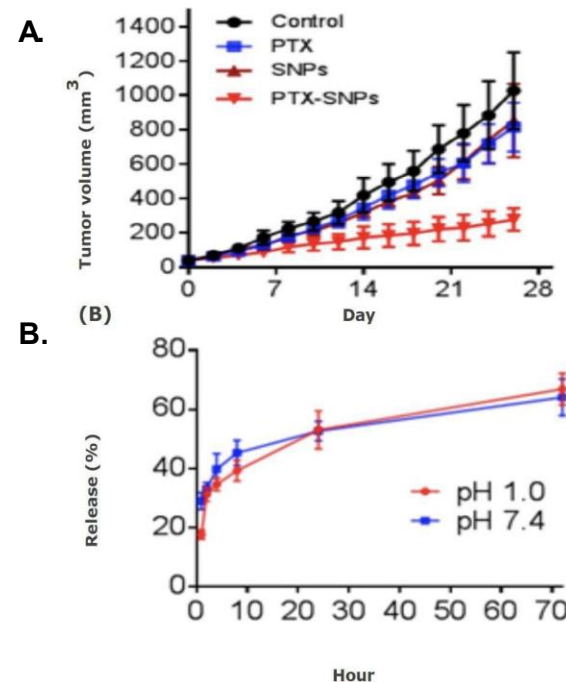 A.
1400
1200
1000
800
600
400
200
0
Tumor volume (mm3)
Control
PTX
SNPs
PTX-SNPs
0 7 14 21 28
(B) Day
B.
80
60
40
20
0
Release (%)
pH 1.0
pH 7.4
0 10 20 30 40 50 60 70
Hour